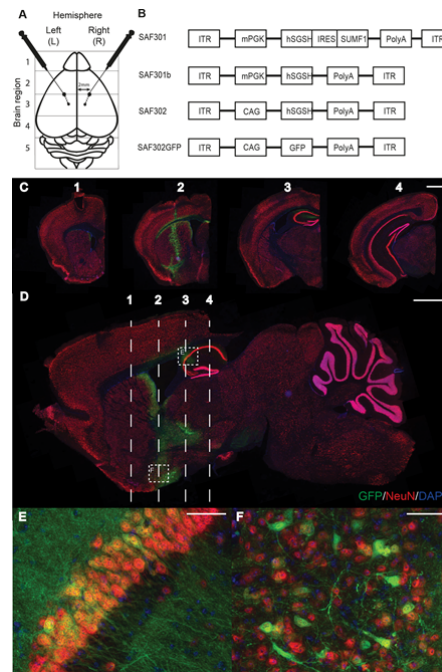 A
Hemisphere
Left
(L)
Right
(R)
Brain region
1
2
3
4
5
2mm
B
SAF301
ITR
mPGK
hSGSH
IRES
SUMF1
PolyA
ITR
SAF301b
ITR
mPGK
hSGSH
PolyA
ITR
SAF302
ITR
CAG
hSGSH
PolyA
ITR
SAF302GFP
ITR
CAG
GFP
PolyA
ITR
C
1
2
3
4
D
1
2
3
4
GFP/NeuN/DAP
E
F